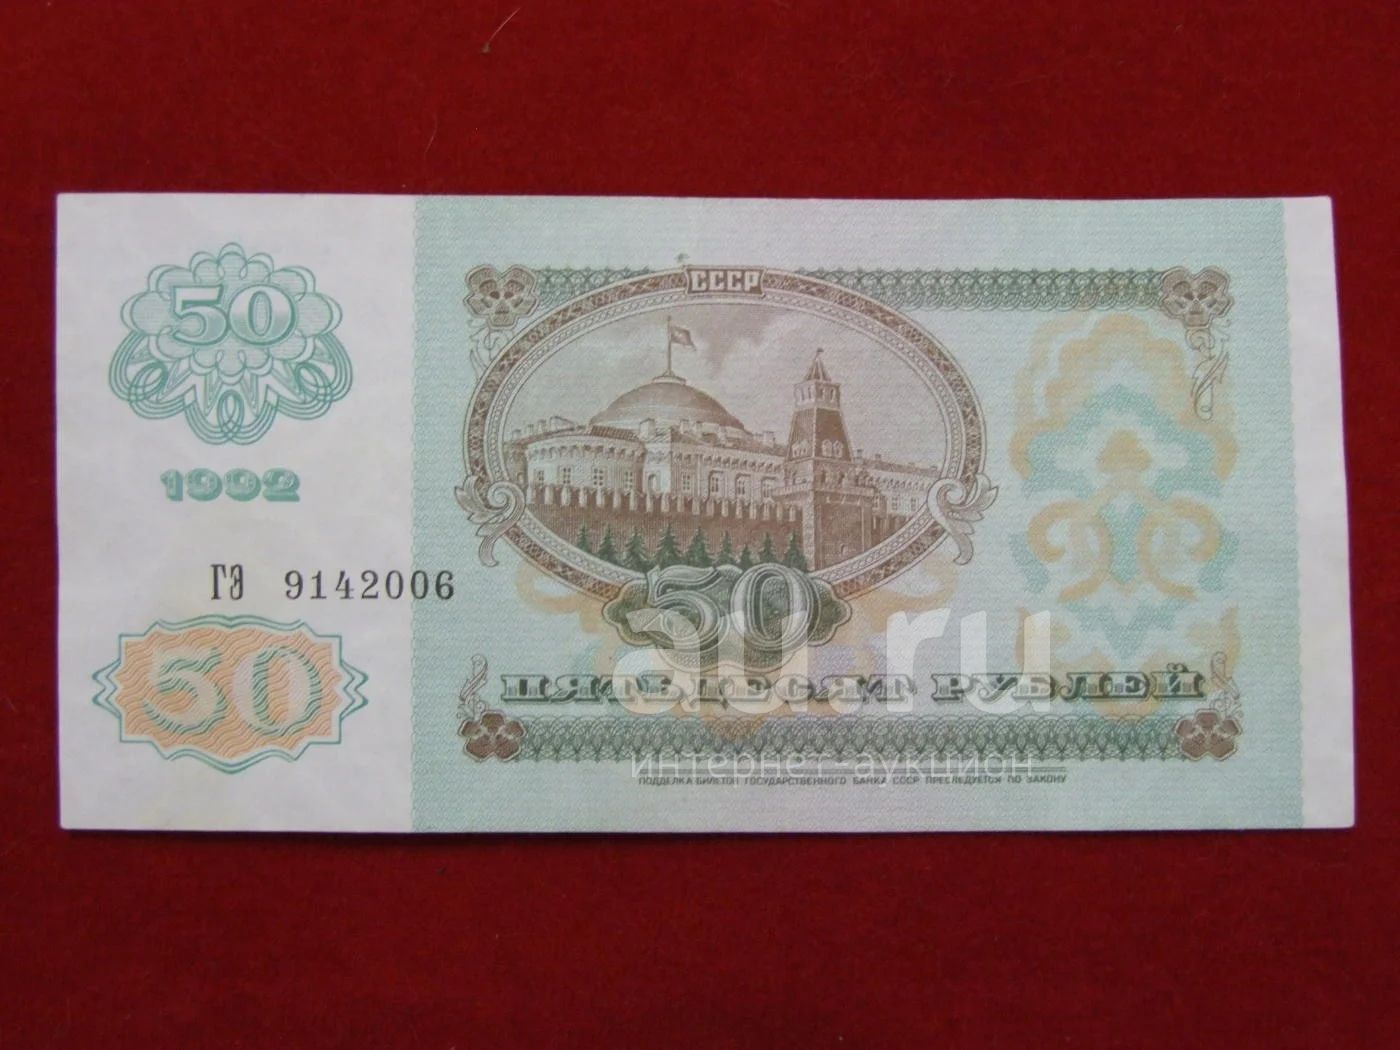 СССР
50
1992
ГЭ 9142006
50
50
ПЯТЬДЕСЯТ РУБЛЕЙ
ПОДДЕЛКА БИЛЕТОВ ГОСУДАРСТВЕННОГО БАНКА СССР ПРЕСЛЕДУЕТСЯ ПО ЗАКОНУ
au.ru
интернет-аукцион